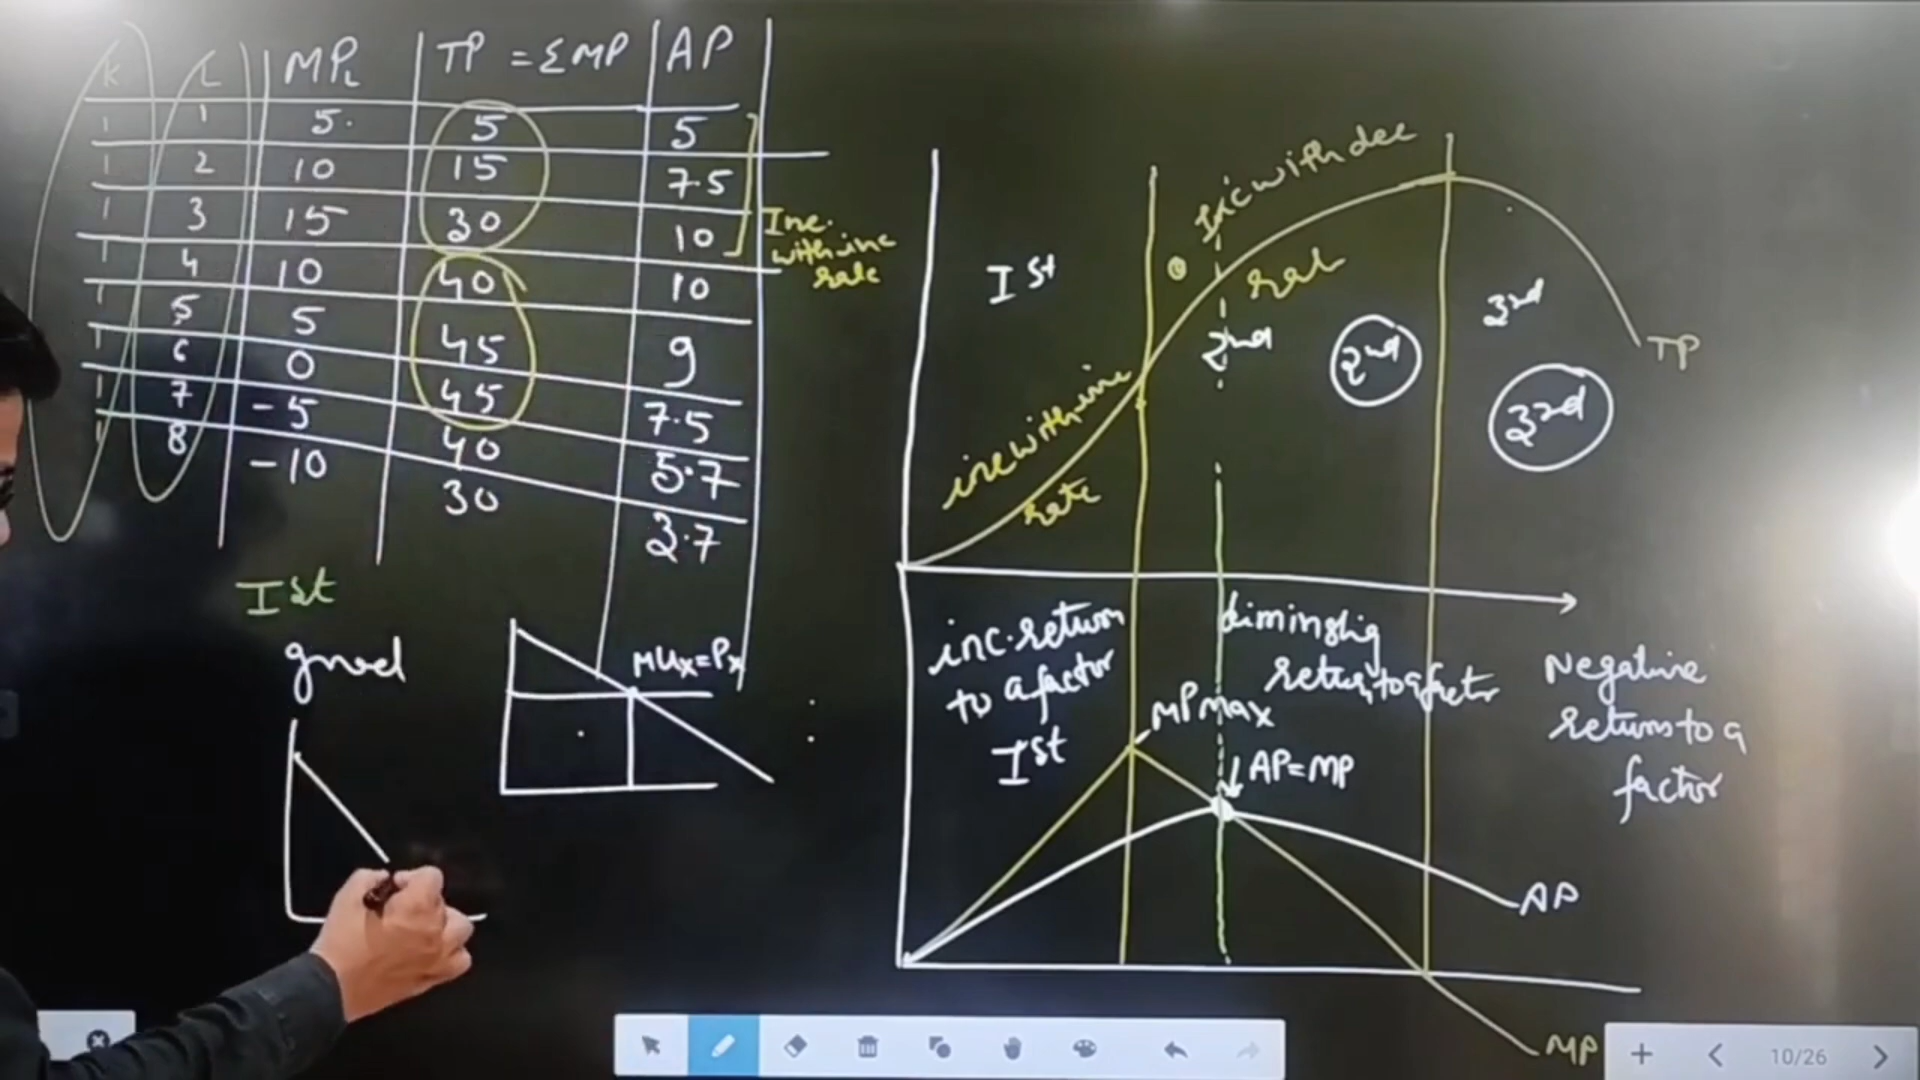 K L MPL TP = ΣMP AP
1 1 5. 5 5
1 2 10 15 7.5
1 3 15 30 10
1 4 10 40 10
1 5 5 45 9
1 6 0 45 7.5
1 7 -5 40 5.7
1 8 -10 30 3.7
Inc.
with inc
rate
Ist
good
MUx=Px
Ist
inc with dec
rate
2nd
2nd
3rd
3rd
TP
inc with inc
rate
inc. return
to a factor
Ist
diminishig
return to a factor
Negative
returns to a
factor
MP max
AP=MP
AP
MP
10/26